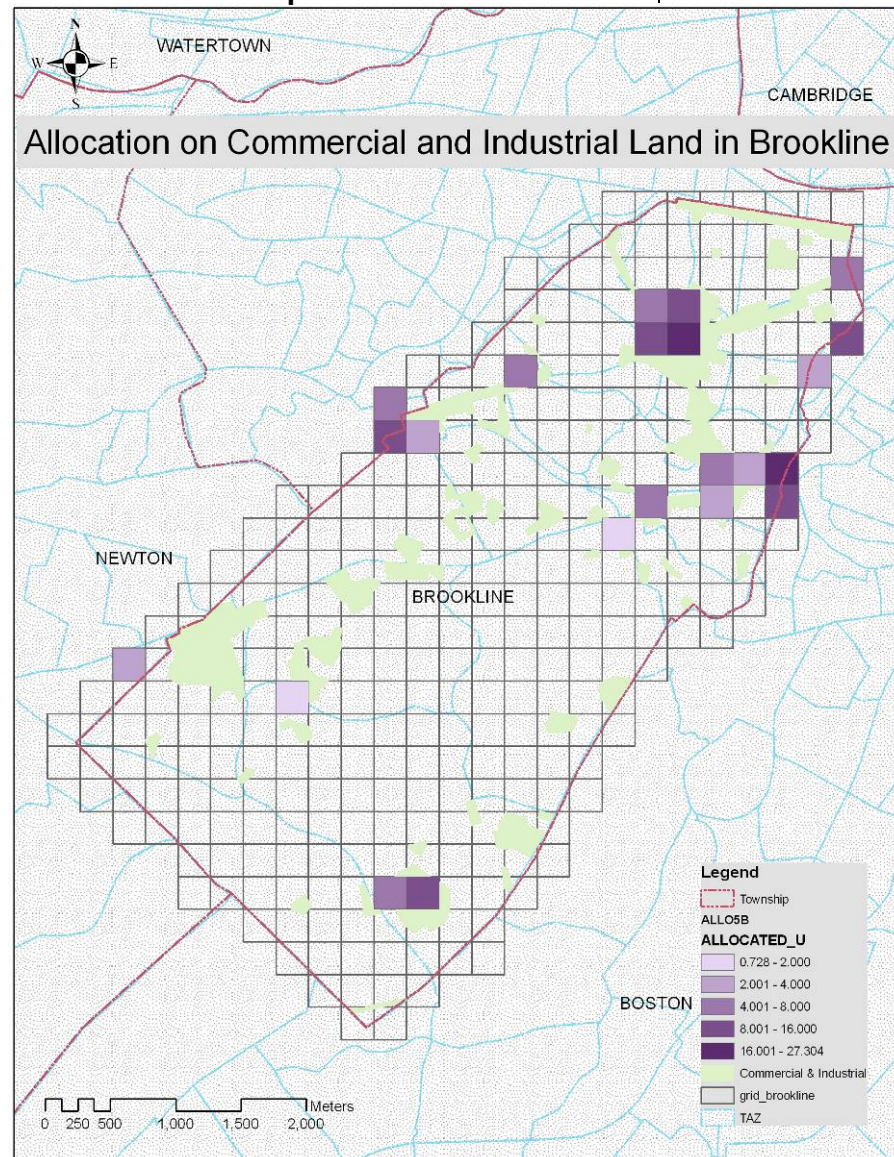 N
WATERTOWN
W E
S
CAMBRIDGE
Allocation on Commercial and Industrial Land in Brookline
NEWTON
BROOKLINE
Legend
Township
ALLO5B
ALLOCATED_U
0.728 - 2.000
2.001 - 4.000
4.001 - 8.000
8.001 - 16.000
16.001 - 27.304
Commercial & Industrial
grid_brookline
TAZ
BOSTON
Meters
0 250 500 1,000 1,500 2,000